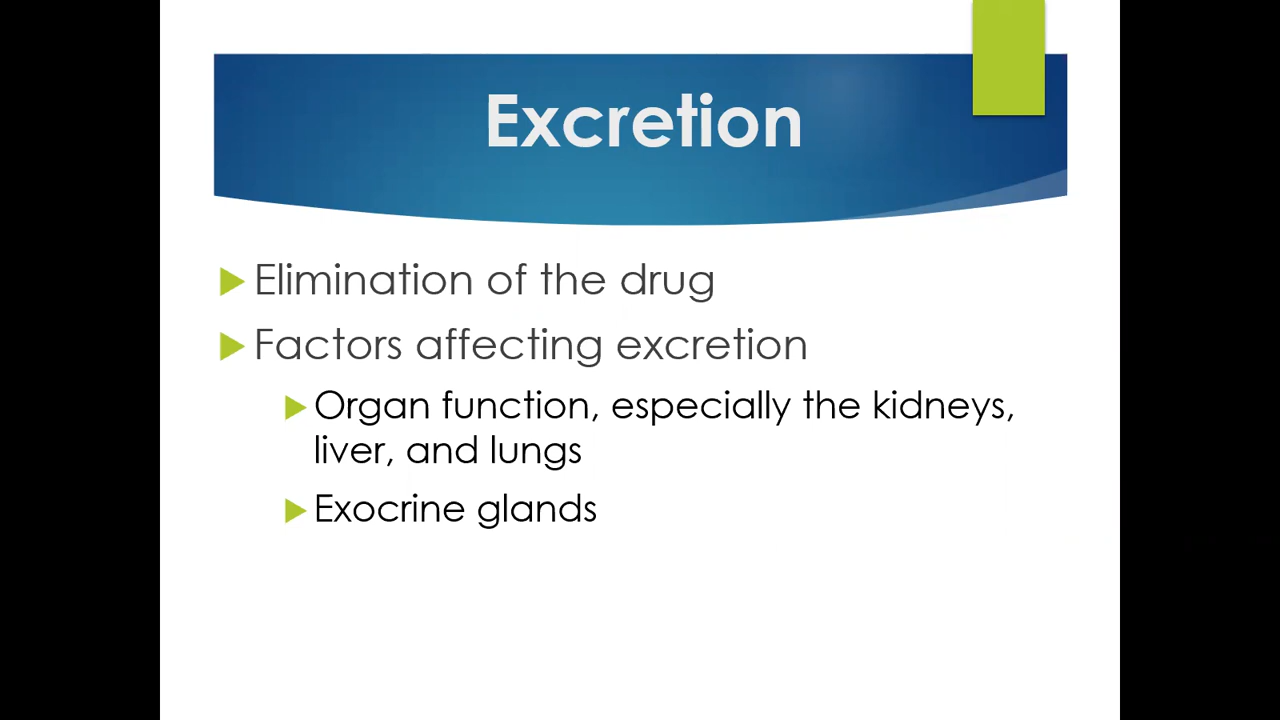 Excretion
Elimination of the drug
Factors affecting excretion
Organ function, especially the kidneys,
liver, and lungs
Exocrine glands